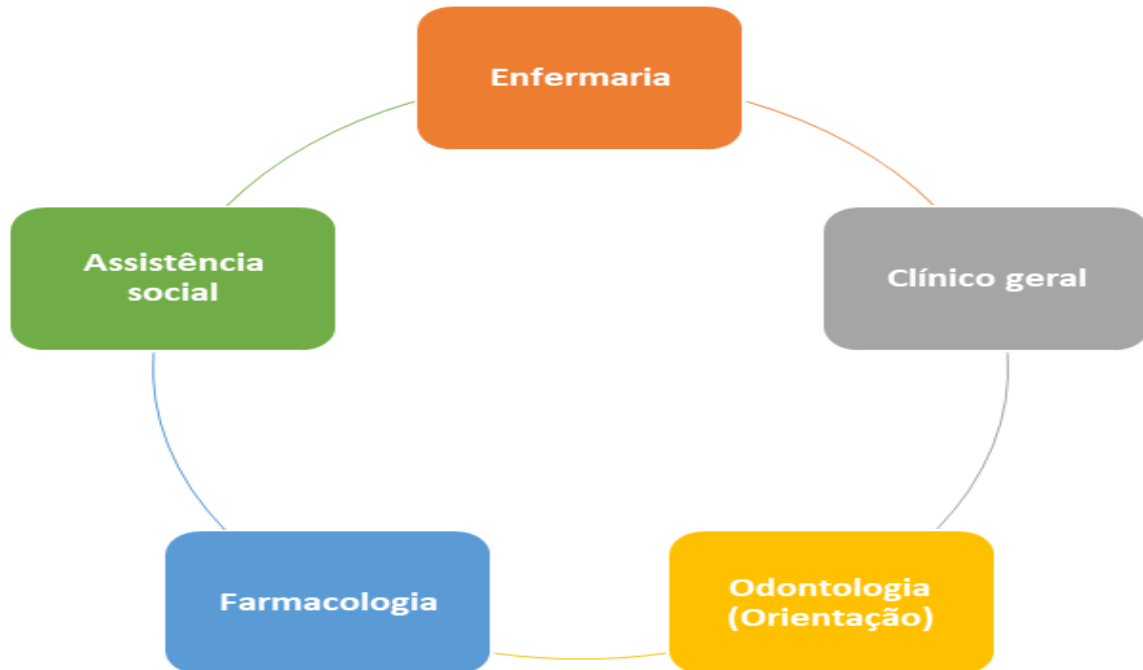 Enfermaria
Assistência
social
Clínico geral
Farmacologia
Odontologia
(Orientação)